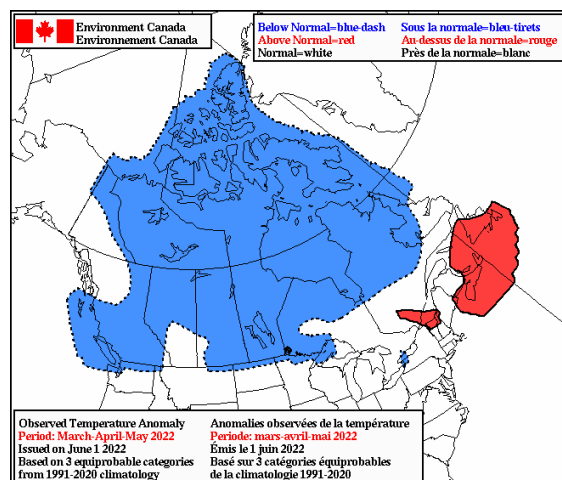 Environment Canada
Environnement Canada
Below Normal=blue-dash
Above Normal=red
Normal=white
Sous la normale=bleu-tirets
Au-dessus de la normale=rouge
Près de la normale=blanc
Observed Temperature Anomaly
Period: March-April-May 2022
Issued on June 1 2022
Based on 3 equiprobable categories
from 1991-2020 climatology
Anomalies observées de la température
Periode: mars-avril-mai 2022
Émis le 1 juin 2022
Basé sur 3 catégories équiprobables
de la climatologie 1991-2020